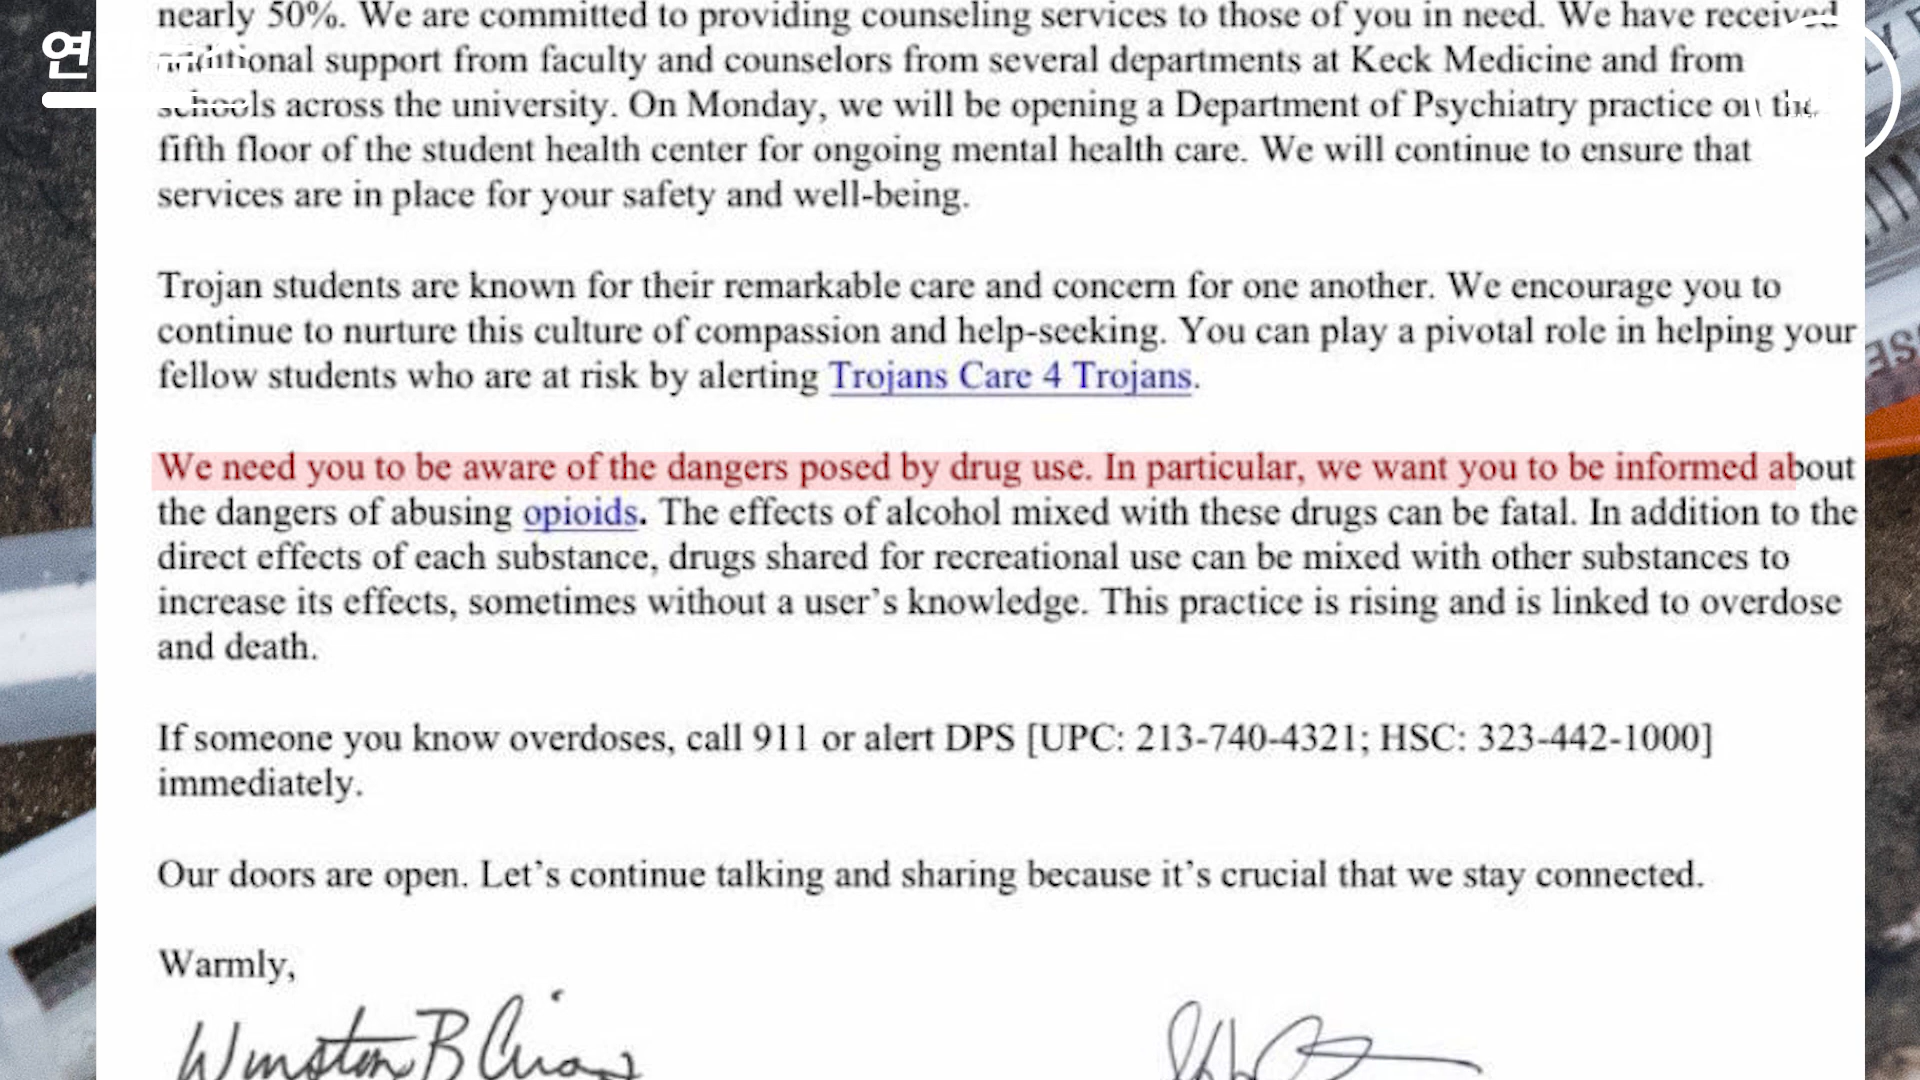 연
nearly 50%. We are committed to providing counseling services to those of you in need. We have received
additional support from faculty and counselors from several departments at Keck Medicine and from
schools across the university. On Monday, we will be opening a Department of Psychiatry practice on the
fifth floor of the student health center for ongoing mental health care. We will continue to ensure that
services are in place for your safety and well-being.
Trojan students are known for their remarkable care and concern for one another. We encourage you to
continue to nurture this culture of compassion and help-seeking. You can play a pivotal role in helping your
fellow students who are at risk by alerting Trojans Care 4 Trojans.
We need you to be aware of the dangers posed by drug use. In particular, we want you to be informed about
the dangers of abusing opioids. The effects of alcohol mixed with these drugs can be fatal. In addition to the
direct effects of each substance, drugs shared for recreational use can be mixed with other substances to
increase its effects, sometimes without a user’s knowledge. This practice is rising and is linked to overdose
and death.
If someone you know overdoses, call 911 or alert DPS [UPC: 213-740-4321; HSC: 323-442-1000]
immediately.
Our doors are open. Let’s continue talking and sharing because it’s crucial that we stay connected.
Warmly,